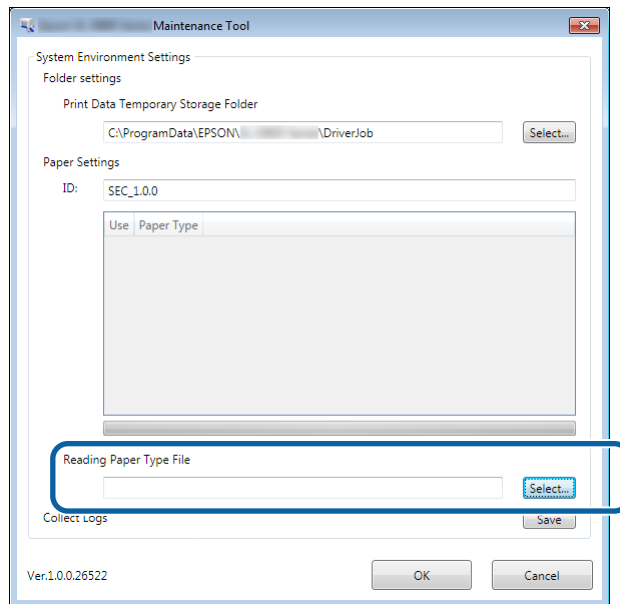 Maintenance Tool
System Environment Settings
Folder settings
Print Data Temporary Storage Folder
C:\ProgramData\EPSON\ \DriverJob Select...
Paper Settings
ID: SEC_1.0.0
Use Paper Type
Reading Paper Type File
Select...
Collect Logs Save
Ver.1.0.0.26522 OK Cancel